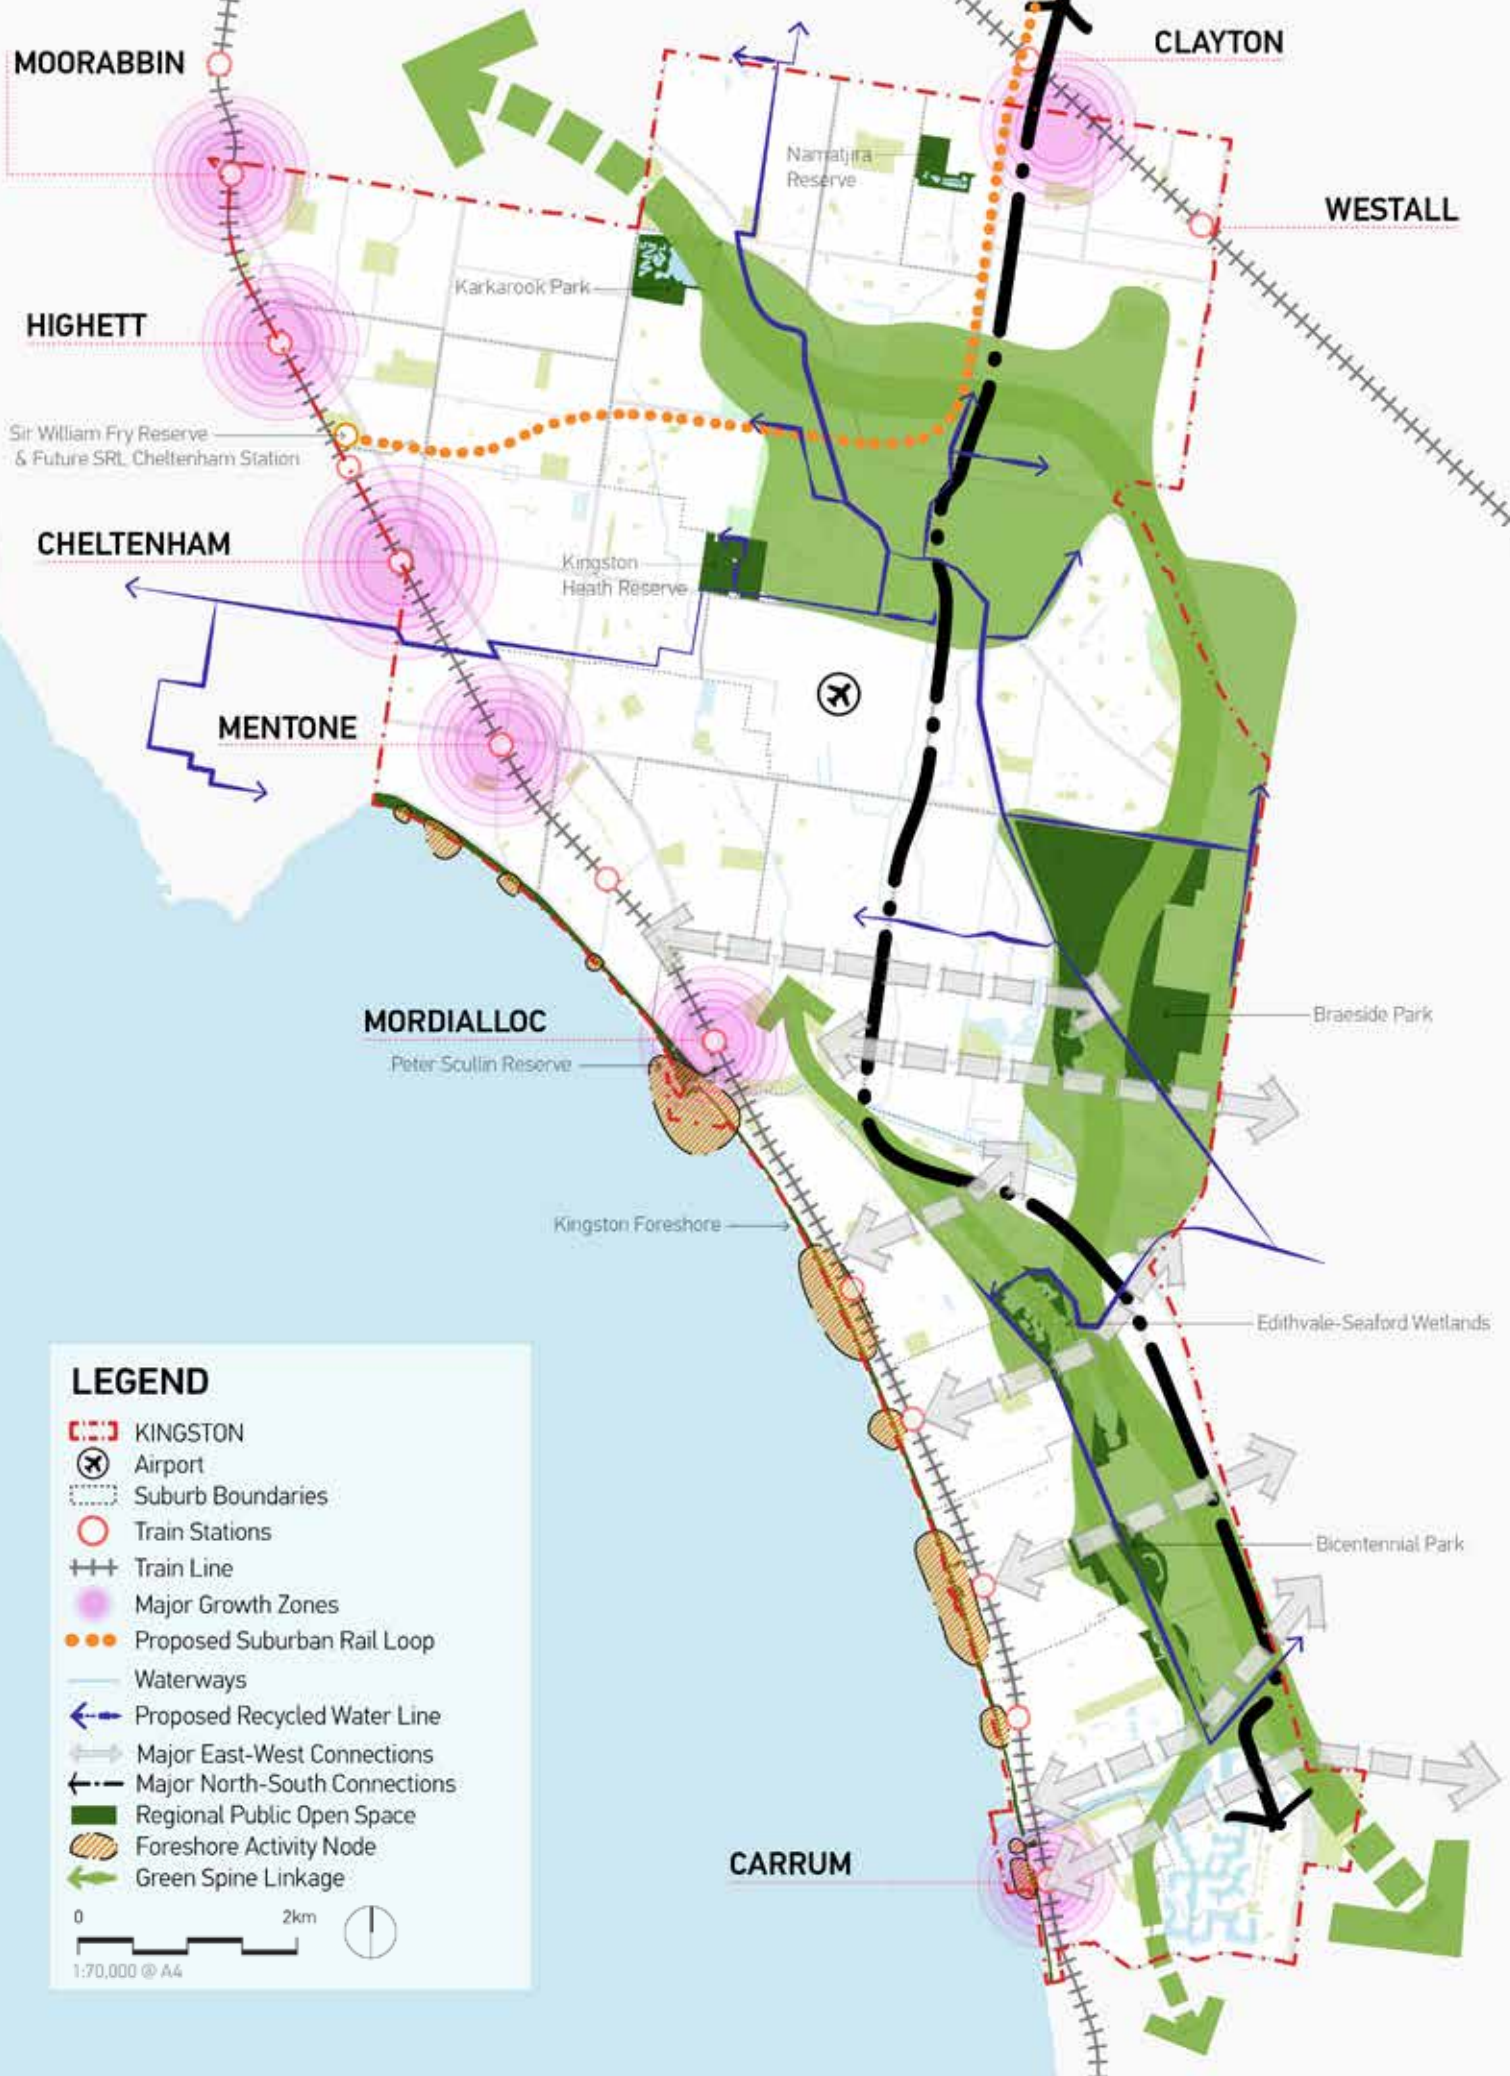 CLAYTON
MOORABBIN
Namatjira
Reserve
WESTALL
Karkarook Park
HIGHETT
Sir William Fry Reserve
& Future SRL Cheltenham Station
CHELTENHAM
Kingston
Heath Reserve
MENTONE
Braeside Park
MORDIALLOC
Peter Scullin Reserve
Kingston Foreshore
Edithvale-Seaford Wetlands
Bicentennial Park
CARRUM
LEGEND
KINGSTON
Airport
Suburb Boundaries
Train Stations
Train Line
Major Growth Zones
Proposed Suburban Rail Loop
Waterways
Proposed Recycled Water Line
Major East-West Connections
Major North-South Connections
Regional Public Open Space
Foreshore Activity Node
Green Spine Linkage
0 2km
1:70,000 @ A4